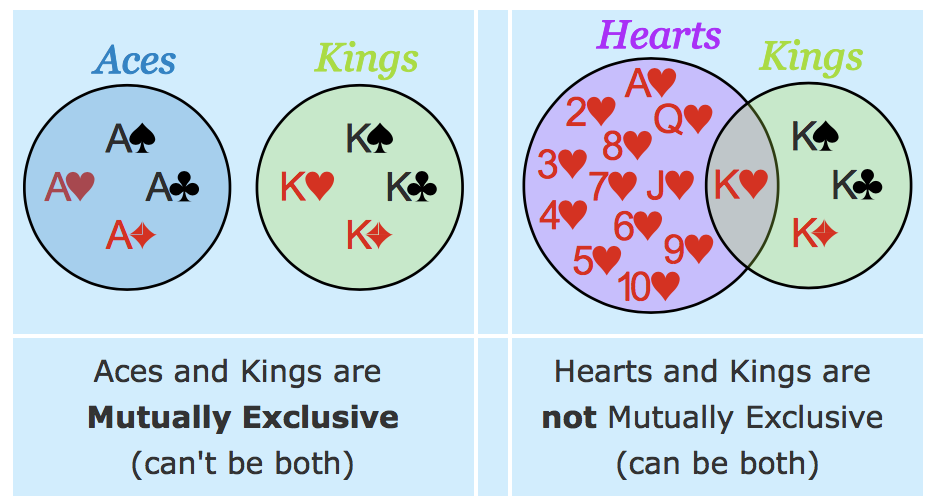 Aces
Kings
A♠
A♥
A♣
A♦
K♠
K♥
K♣
K♦
Hearts
Kings
A♥
2♥
Q♥
8♥
3♥
7♥
J♥
K♥
4♥
6♥
5♥
9♥
10♥
K♠
K♣
K♦
Aces and Kings are
Mutually Exclusive
(can't be both)
Hearts and Kings are
not Mutually Exclusive
(can be both)